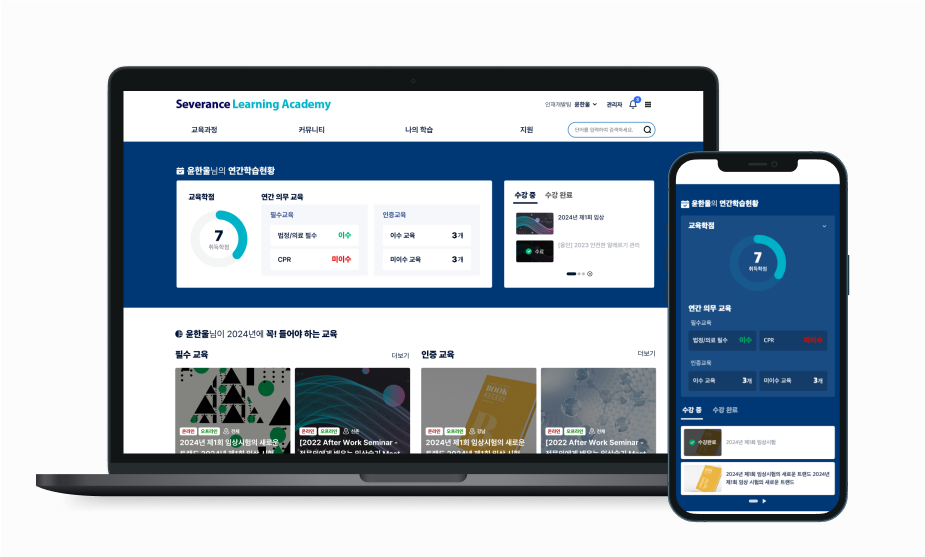 Severance Learning Academy
인재개발팀 윤한울 관리자 3
교육과정 커뮤니티 나의 학습 지원 단어를 입력하여 검색하세요.
윤한울님의 연간학습현황
교육학점
7
취득학점
연간 의무 교육
필수교육
법정/의료 필수 이수
CPR 미이수
인증교육
이수 교육 3개
미이수 교육 3개
수강 중 수강 완료
2024년 제1회 임상
수료
[용인] 2023 안전한 말례로기 관리
윤한울님이 2024년에 꼭! 들어야 하는 교육
필수 교육 더보기
인증 교육 더보기
온라인 오프라인 전체
2024년 제1회 임상시험의 새로운
트랜드 2024년 제1회 임상 시험
온라인 오프라인 신촌
[2022 After Work Seminar -
전문의에게 배우는 임상수기 Meet
BOOK
온라인 오프라인 강남
2024년 제1회 임상시험의 새로운
트랜드 2024년 제1회 임상 시험
온라인 오프라인 전체
[2022 After Work Seminar -
전문의에게 배우는 임상수기 Meet
윤한울의 연간학습현황
교육학점
7
취득학점
연간 의무 교육
필수교육
법정/의료 필수 이수
CPR 미이수
인증교육
이수 교육 3개
미이수 교육 3개
수강 중 수강 완료
수강완료
2024년 제1회 임상시험
2024년 제1회 임상시험의 새로운 트랜드 2024년
제1회 임상 시험의 새로운 트랜드